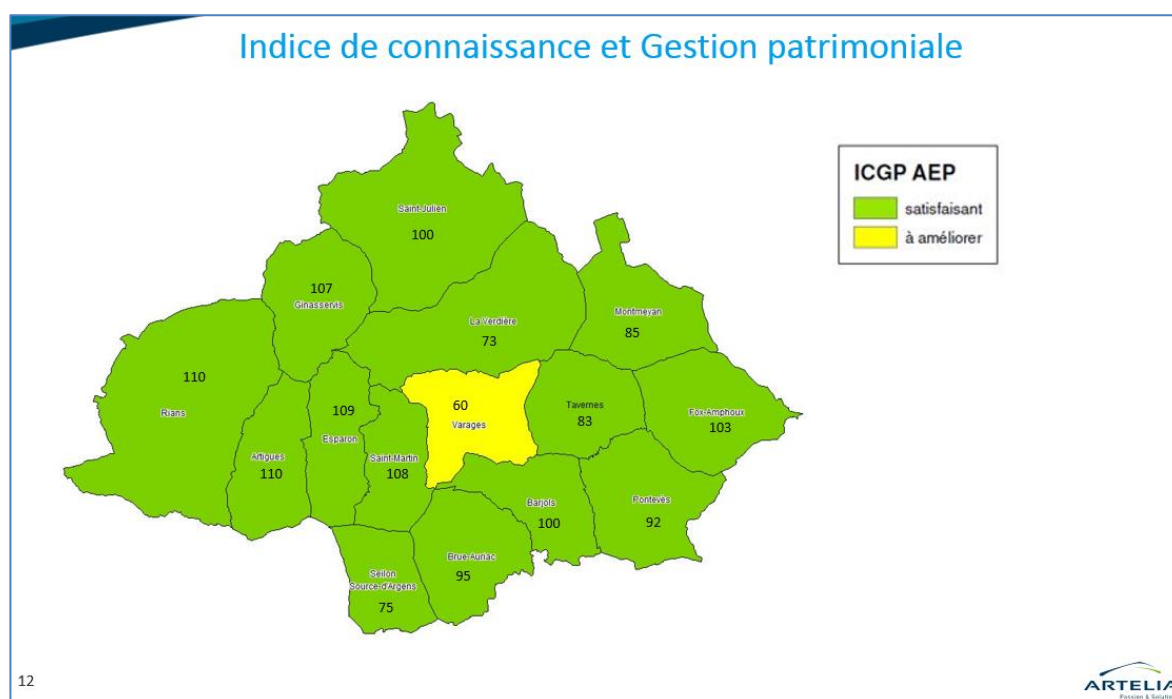 Indice de connaissance et Gestion patrimoniale
ICGP AEP
satisfaisant
à améliorer
Saint-Julien
100
107
Ginasservis
La Verdière
73
Montmeyan
85
110
Rians
109
Esparon
Artigues
110
Saint-Martin
108
60
Varages
Tavernes
83
Fox-Amphoux
103
Barjols
100
Pontevès
92
Brue-Auriac
95
Seillon
Source-d'Argens
75
12
ARTELIA
Passion & Solutions